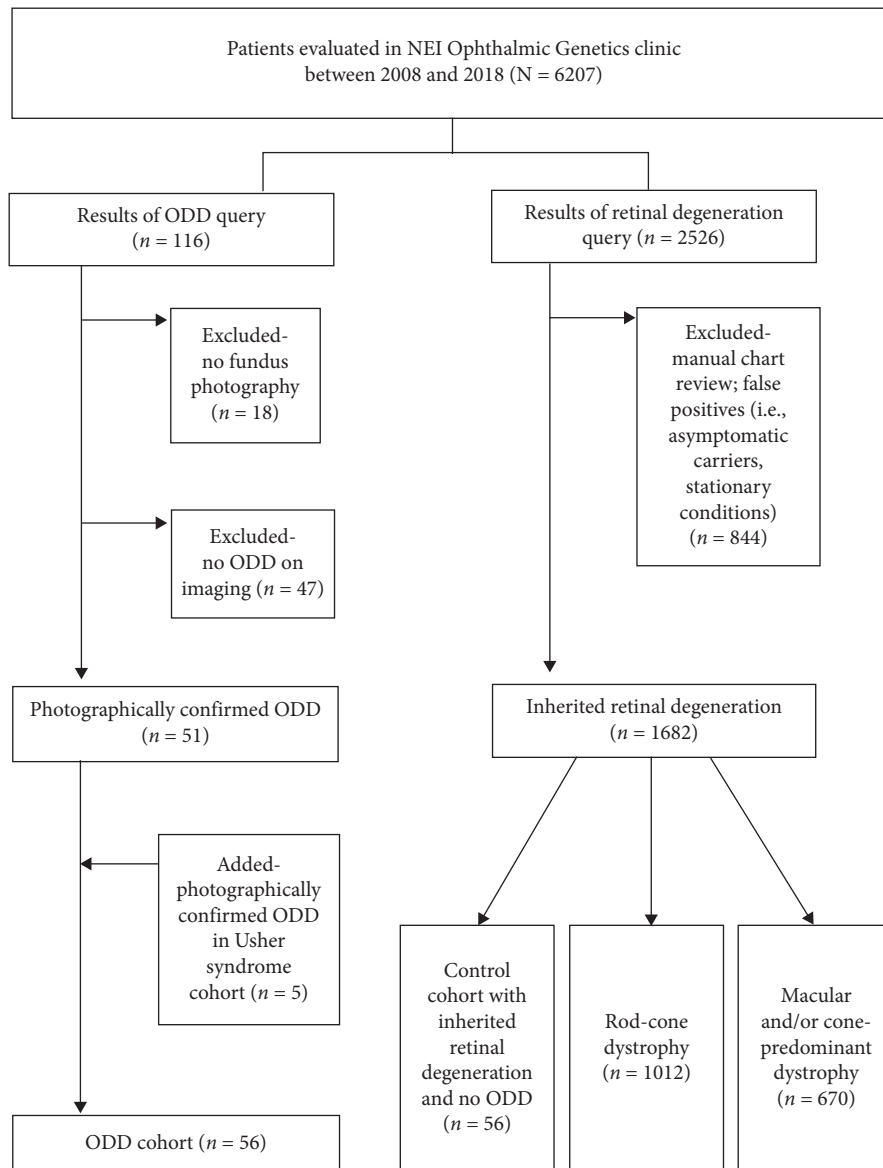 Patients evaluated in NEI Ophthalmic Genetics clinic
between 2008 and 2018 (N = 6207)
Results of ODD query
(n = 116)
Results of retinal degeneration
query (n = 2526)
Excluded-
no fundus
photography
(n = 18)
Excluded-
manual chart
review; false
positives (i.e.,
asymptomatic
carriers,
stationary
conditions)
(n = 844)
Excluded-
no ODD on
imaging (n = 47)
Photographically confirmed ODD
(n = 51)
Inherited retinal degeneration
(n = 1682)
Added-
photographically
confirmed ODD
in Usher
syndrome
cohort (n = 5)
Control
cohort with
inherited
retinal
degeneration
and no ODD
(n = 56)
Rod-cone
dystrophy
(n = 1012)
Macular
and/or cone-
predominant
dystrophy
(n = 670)
ODD cohort (n = 56)